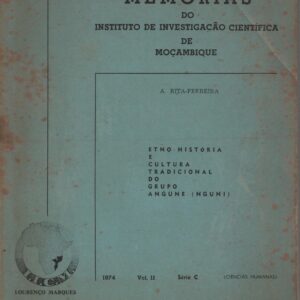 MEMÓRIAS
DO
INSTITUTO DE INVESTIGAÇÃO CIENTÍFICA
DE
MOÇAMBIQUE
A. RITA-FERREIRA
ETNO HISTÓRIA
E
CULTURA
TRADICIONAL
DO
GRUPO
ANGUNE (NGUNI)
LOURENÇO MARQUES
1974 Vol. 11 Série C (CIÊNCIAS HUMANAS)